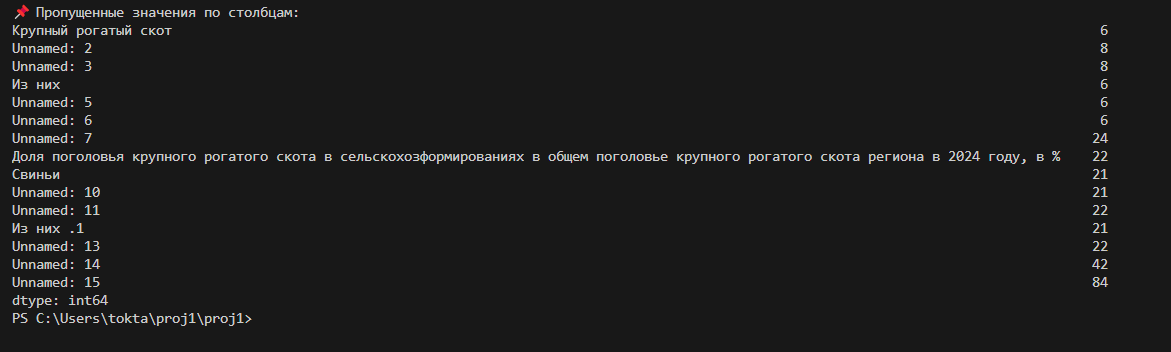 📌 Пропущенные значения по столбцам:
Крупный рогатый скот 6
Unnamed: 2 8
Unnamed: 3 8
Из них 6
Unnamed: 5 6
Unnamed: 6 6
Unnamed: 7 24
Доля поголовья крупного рогатого скота в сельскохозформированиях в общем поголовье крупного рогатого скота региона в 2024 году, в % 22
Свиньи 21
Unnamed: 10 21
Unnamed: 11 22
Из них .1 21
Unnamed: 13 22
Unnamed: 14 42
Unnamed: 15 84
dtype: int64
PS C:\Users\tokta\proj1\proj1>